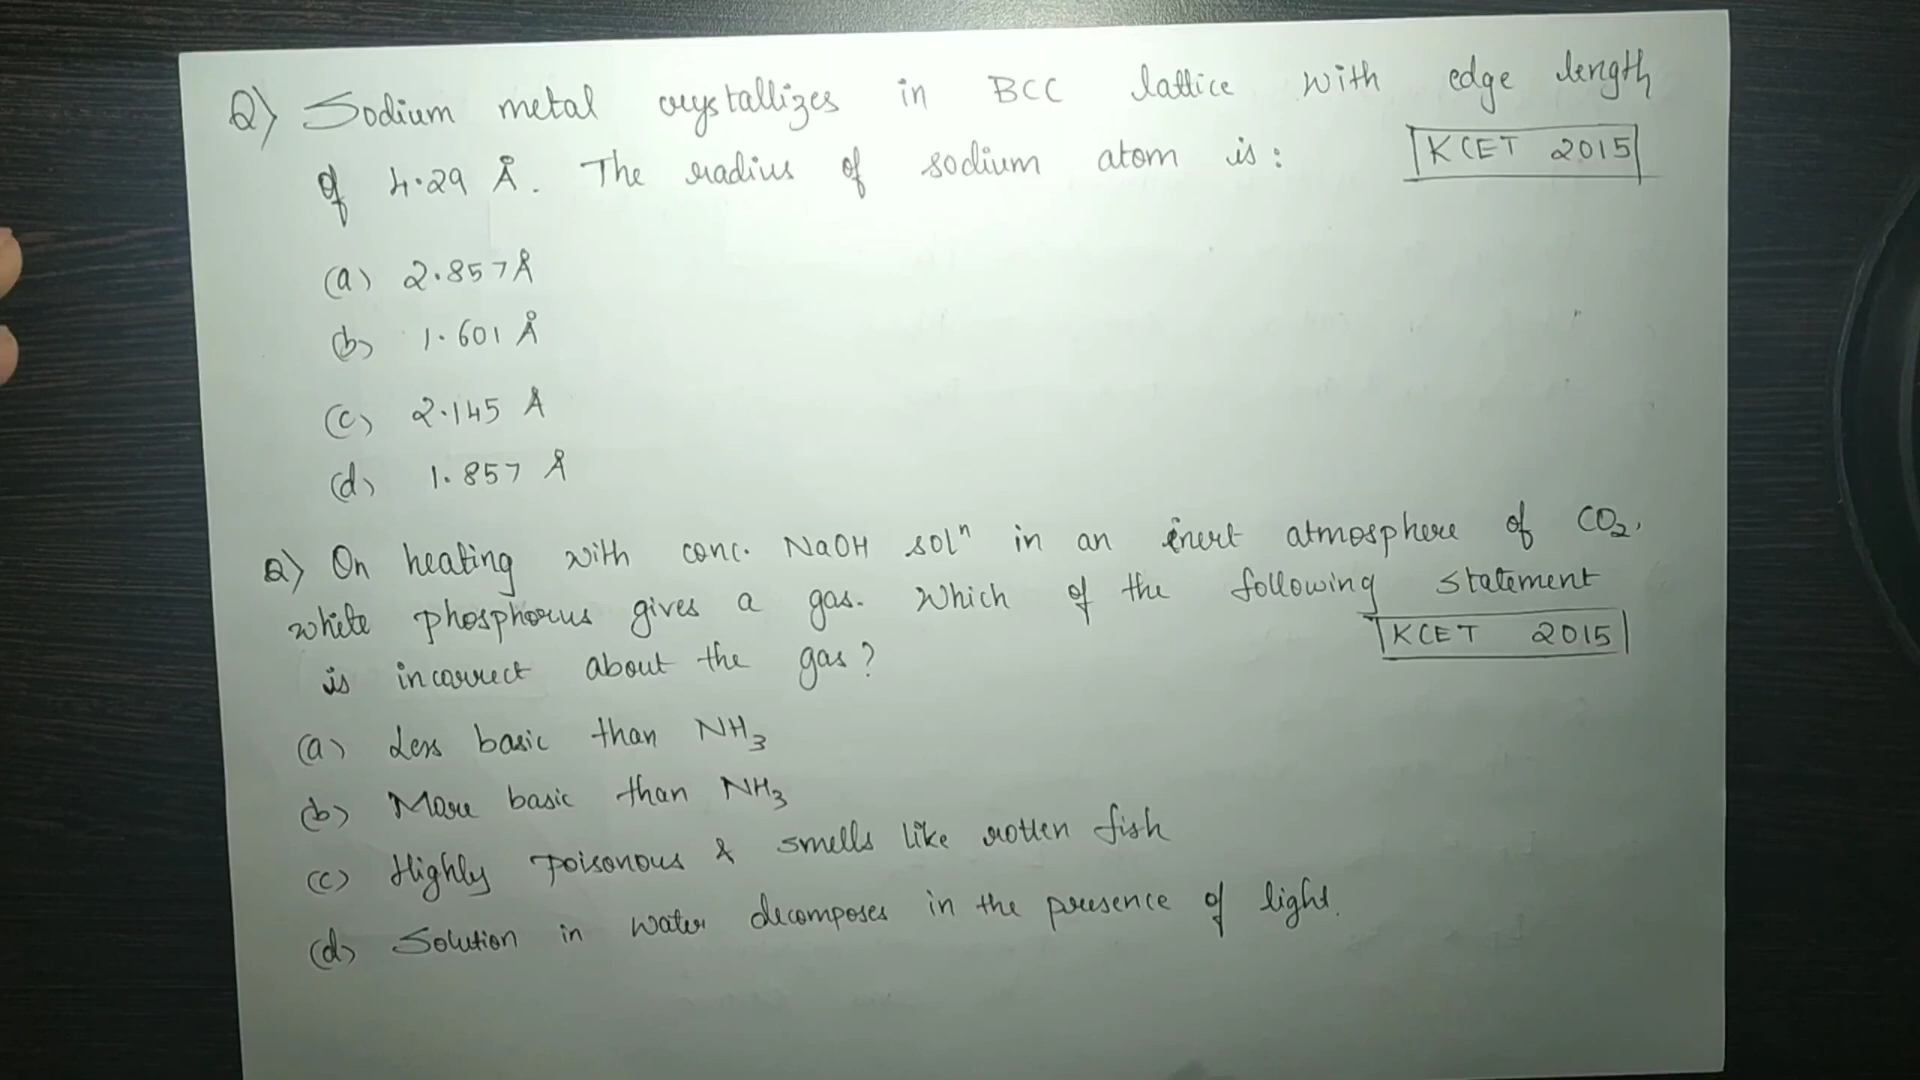 Q) Sodium metal crystallizes in BCC lattice with edge length
of 4.29 Å. The radius of sodium atom is: KCET 2015
(a) 2.857Å
(b) 1.601 Å
(c) 2.145 Å
(d) 1.857 Å
Q) On heating with conc. NaOH solⁿ in an inert atmosphere of CO₂,
white phosphorus gives a gas. Which of the following statement
is incorrect about the gas? KCET 2015
(a) Less basic than NH₃
(b) More basic than NH₃
(c) Highly poisonous & smells like rotten fish
(d) Solution in water decomposes in the presence of light.